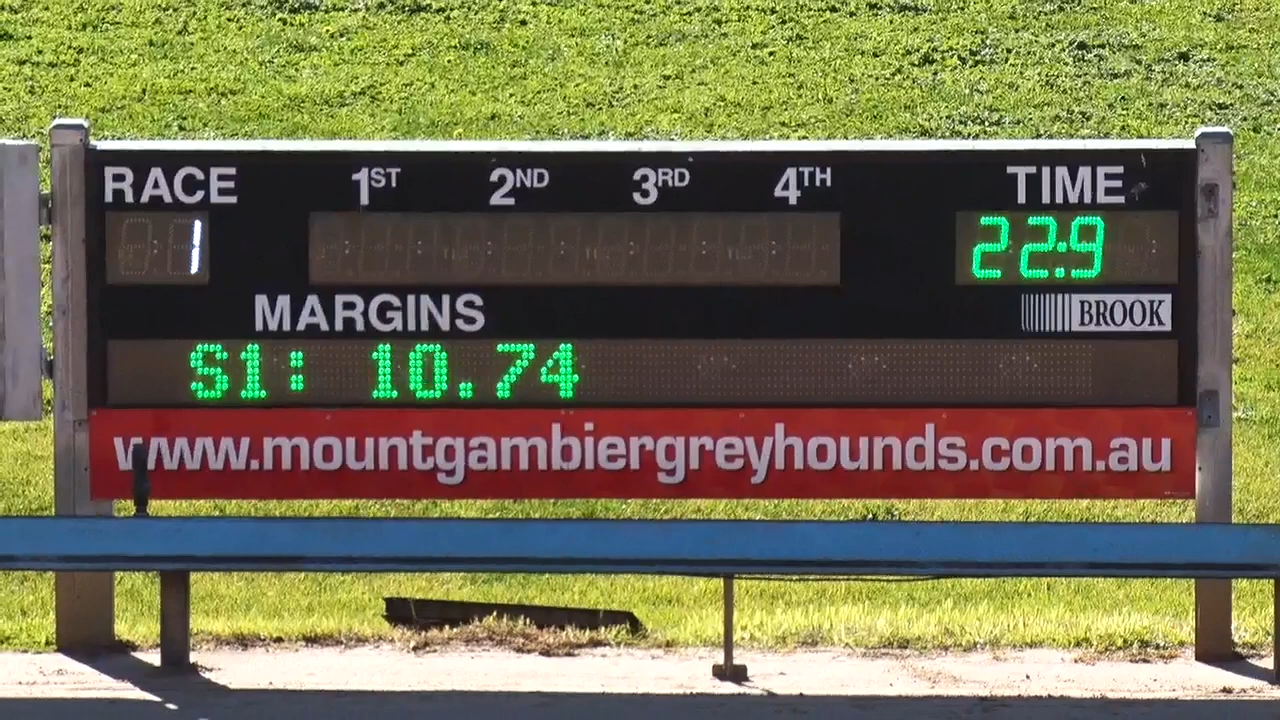 RACE 1ST 2ND 3RD 4TH TIME
1 22:9
MARGINS BROOK
S1: 10.74
www.mountgambiergreyhounds.com.au